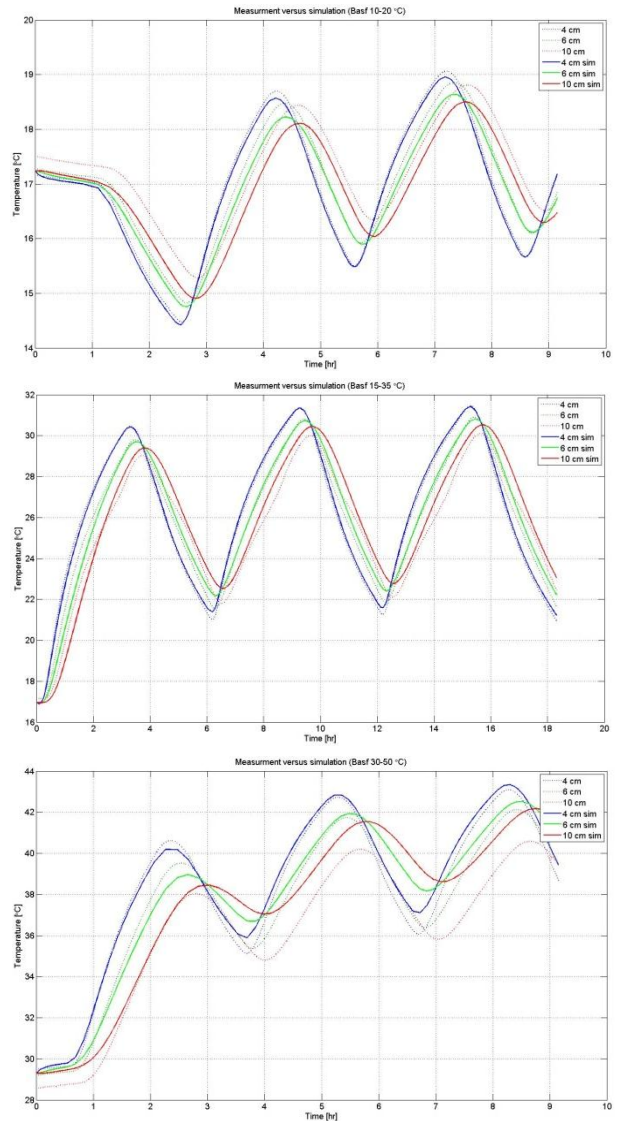 Measurment versus simulation (Basf 10-20 °C)
20
19
18
17
16
15
14
Temperature [°C]
0 1 2 3 4 5 6 7 8 9 10
Time [hr]
4 cm
6 cm
10 cm
4 cm sim
6 cm sim
10 cm sim
Measurment versus simulation (Basf 15-35 °C)
32
30
28
26
24
22
20
18
16
Temperature [°C]
0 2 4 6 8 10 12 14 16 18 20
Time [hr]
4 cm
6 cm
10 cm
4 cm sim
6 cm sim
10 cm sim
Measurment versus simulation (Basf 30-50 °C)
44
42
40
38
36
34
32
30
28
Temperature [°C]
0 1 2 3 4 5 6 7 8 9 10
Time [hr]
4 cm
6 cm
10 cm
4 cm sim
6 cm sim
10 cm sim